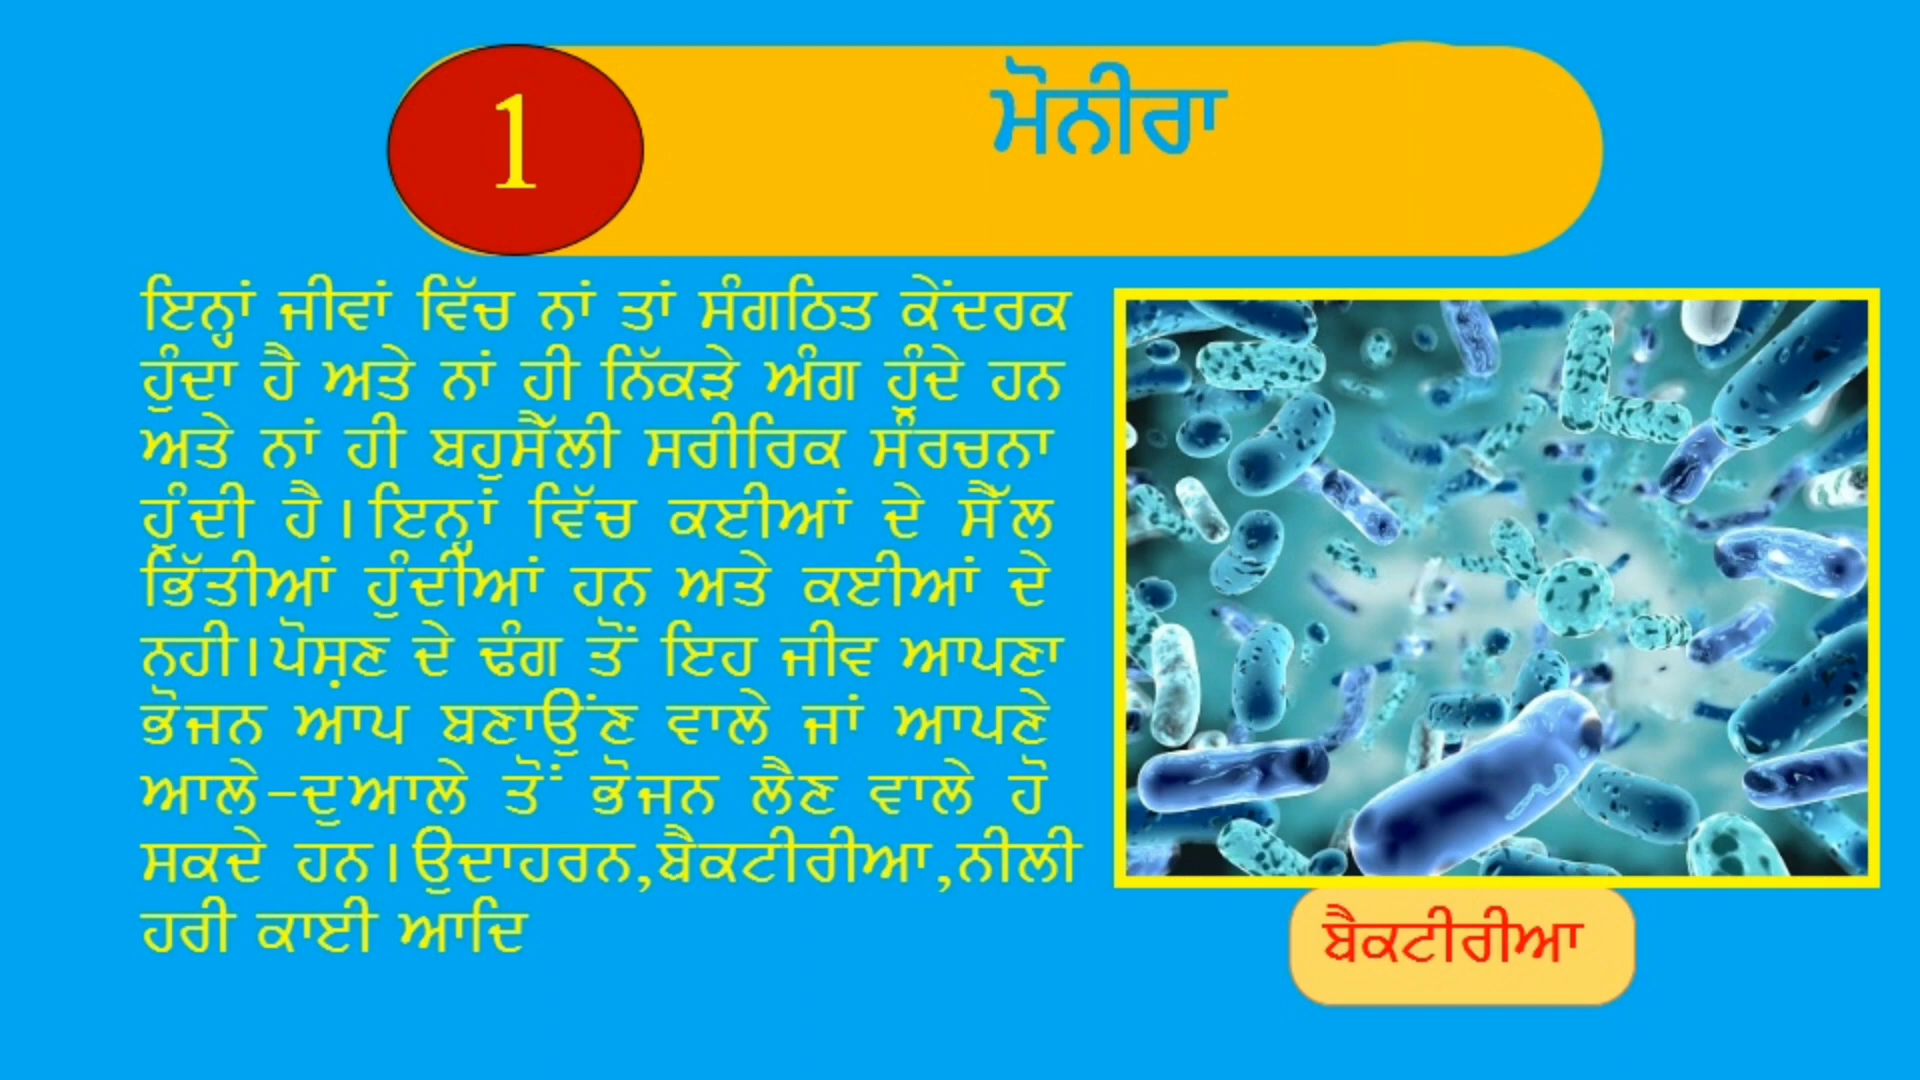 1
ਮੋਨੀਰਾ
ਇਨ੍ਹਾਂ ਜੀਵਾਂ ਵਿੱਚ ਨਾਂ ਤਾਂ ਸੰਗਠਿਤ ਕੇਂਦਰਕ
ਹੁੰਦਾ ਹੈ ਅਤੇ ਨਾਂ ਹੀ ਨਿੱਕੜੇ ਅੰਗ ਹੁੰਦੇ ਹਨ
ਅਤੇ ਨਾਂ ਹੀ ਬਹੁਸੈੱਲੀ ਸਰੀਰਿਕ ਸੰਰਚਨਾ
ਹੁੰਦੀ ਹੈ।ਇਨ੍ਹਾਂ ਵਿੱਚ ਕਈਆਂ ਦੇ ਸੈੱਲ
ਭਿੱਤੀਆਂ ਹੁੰਦੀਆਂ ਹਨ ਅਤੇ ਕਈਆਂ ਦੇ
ਨਹੀ।ਪੋਸ਼ਣ ਦੇ ਢੰਗ ਤੋਂ ਇਹ ਜੀਵ ਆਪਣਾ
ਭੋਜਨ ਆਪ ਬਣਾਉਂਣ ਵਾਲੇ ਜਾਂ ਆਪਣੇ
ਆਲੇ-ਦੁਆਲੇ ਤੋਂ ਭੋਜਨ ਲੈਣ ਵਾਲੇ ਹੋ
ਸਕਦੇ ਹਨ।ਉਦਾਹਰਨ,ਬੈਕਟੀਰੀਆ,ਨੀਲੀ
ਹਰੀ ਕਾਈ ਆਦਿ
ਬੈਕਟੀਰੀਆ